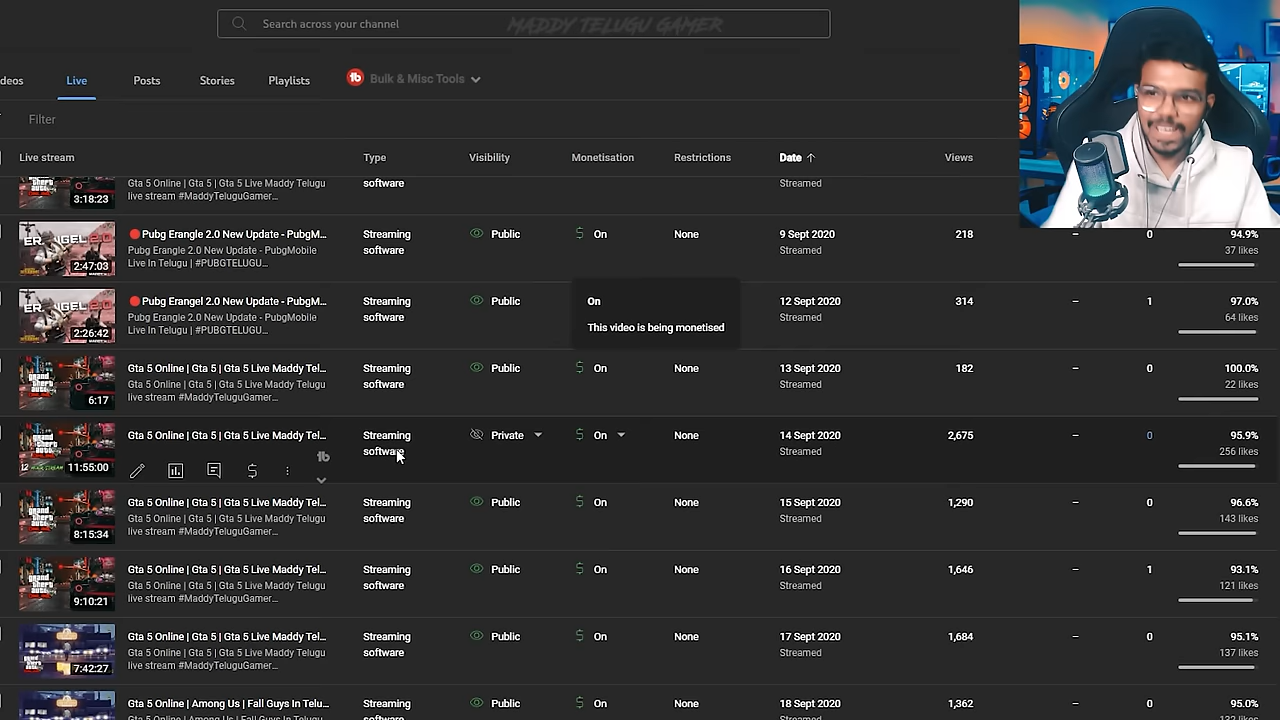 Search across your channel
MADDY TELUGU GAMER
deos
Live
Posts
Stories
Playlists
Bulk & Misc Tools
Filter
Live stream
Type
Visibility
Monetisation
Restrictions
Date
Views
Gta 5 Online | Gta 5 | Gta 5 Live Maddy Telugu
live stream #MaddyTeluguGamer...
3:18:23
software
Streamed
Pubg Erangle 2.0 New Update - PubgM...
Pubg Erangle 2.0 New Update - PubgMobile
Live In Telugu | #PUBGTELUGU...
2:47:03
Streaming
software
Public
On
None
9 Sept 2020
Streamed
218
–
0
94.9%
37 likes
Pubg Erangel 2.0 New Update - PubgM...
Pubg Erangel 2.0 New Update - PubgMobile
Live In Telugu | #PUBGTELUGU...
2:26:42
Streaming
software
Public
On
This video is being monetised
12 Sept 2020
Streamed
314
–
1
97.0%
64 likes
Gta 5 Online | Gta 5 | Gta 5 Live Maddy Tel...
Gta 5 Online | Gta 5 | Gta 5 Live Maddy Telugu
live stream #MaddyTeluguGamer...
6:17
Streaming
software
Public
On
None
13 Sept 2020
Streamed
182
–
0
100.0%
22 likes
Gta 5 Online | Gta 5 | Gta 5 Live Maddy Tel...
11:55:00
Streaming
software
Private
On
None
14 Sept 2020
Streamed
2,675
–
0
95.9%
256 likes
Gta 5 Online | Gta 5 | Gta 5 Live Maddy Tel...
Gta 5 Online | Gta 5 | Gta 5 Live Maddy Telugu
live stream #MaddyTeluguGamer...
8:15:34
Streaming
software
Public
On
None
15 Sept 2020
Streamed
1,290
–
0
96.6%
143 likes
Gta 5 Online | Gta 5 | Gta 5 Live Maddy Tel...
Gta 5 Online | Gta 5 | Gta 5 Live Maddy Telugu
live stream #MaddyTeluguGamer...
9:10:21
Streaming
software
Public
On
None
16 Sept 2020
Streamed
1,646
–
1
93.1%
121 likes
Gta 5 Online | Gta 5 | Gta 5 Live Maddy Tel...
Gta 5 Online | Gta 5 | Gta 5 Live Maddy Telugu
live stream #MaddyTeluguGamer...
7:42:27
Streaming
software
Public
On
None
17 Sept 2020
Streamed
1,684
–
0
95.1%
137 likes
Gta 5 Online | Among Us | Fall Guys In Telu...
Streaming
Public
On
None
18 Sept 2020
1,362
–
0
95.0%